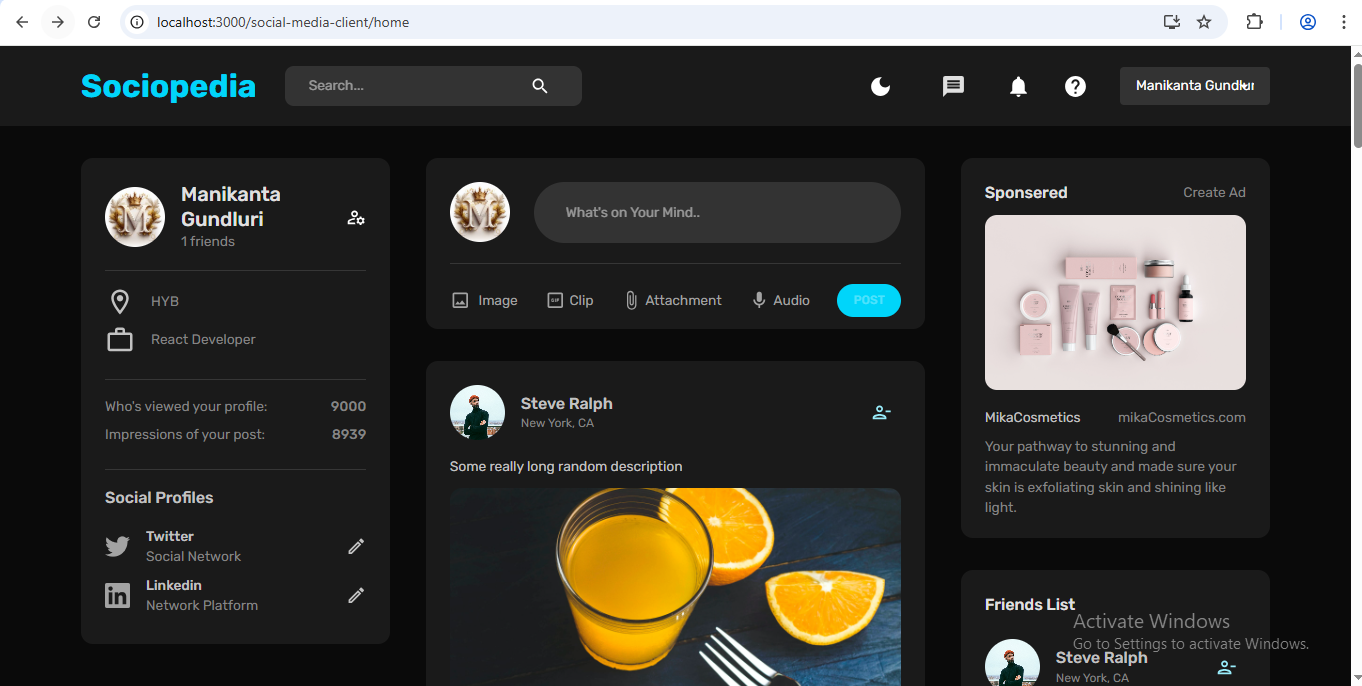 localhost:3000/social-media-client/home
Sociopedia
Search...
Manikanta Gundlur
Manikanta
Gundluri
1 friends
HYB
React Developer
Who's viewed your profile: 9000
Impressions of your post: 8939
Social Profiles
Twitter
Social Network
Linkedin
Network Platform
What's on Your Mind..
Image
GIF
Clip
Attachment
Audio
POST
Steve Ralph
New York, CA
Some really long random description
Sponsered
Create Ad
MikaCosmetics
mikaCosmetics.com
Your pathway to stunning and
immaculate beauty and made sure your
skin is exfoliating skin and shining like
light.
Friends List
Steve Ralph
New York, CA
Activate Windows
Go to Settings to activate Windows.